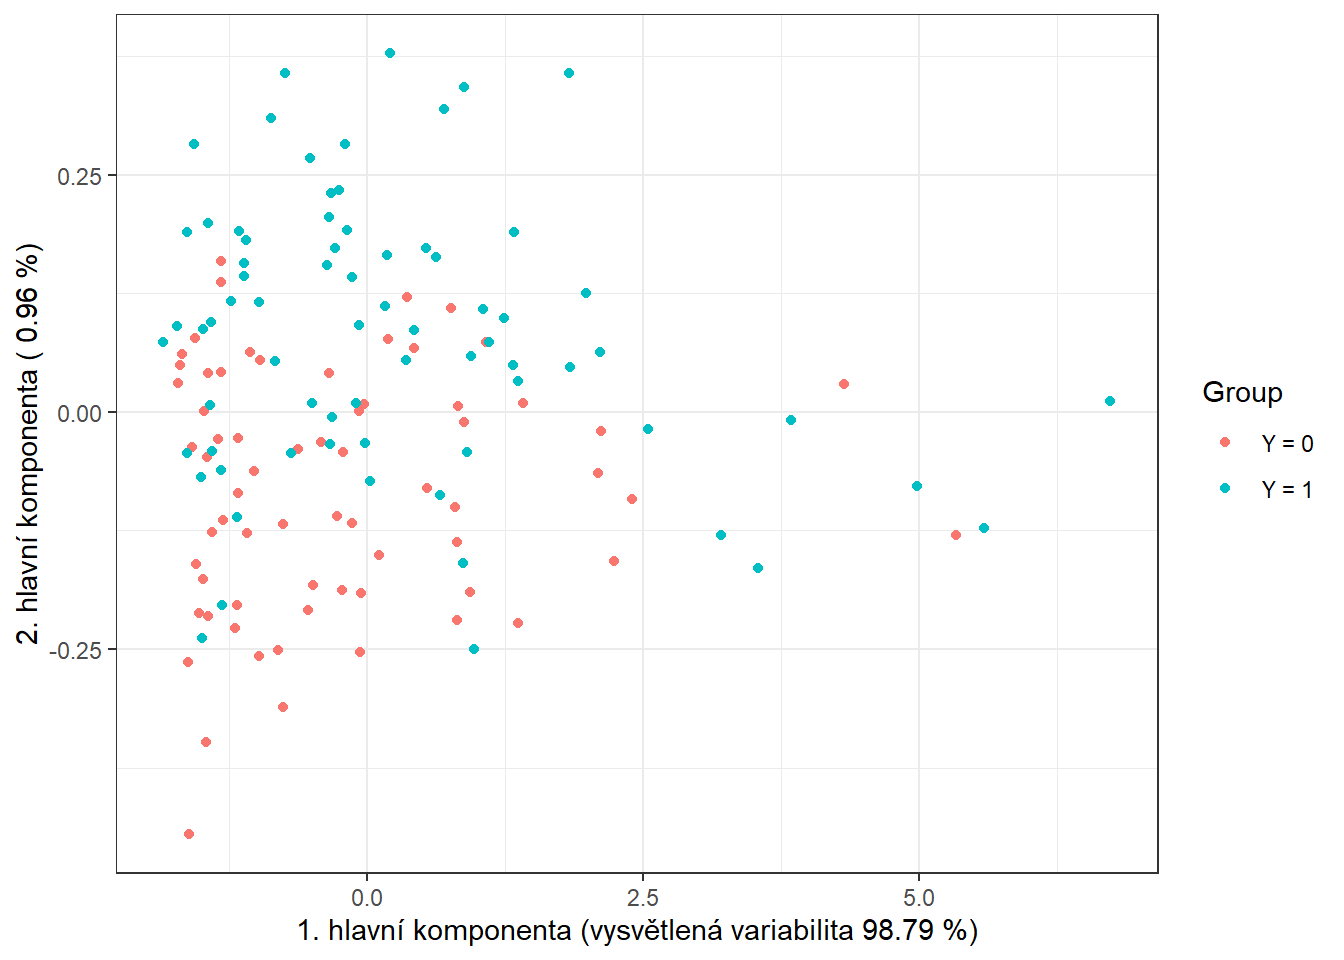 2. hlavní komponenta ( 0.96 %)
0.25
0.00
-0.25
0.0
2.5
5.0
1. hlavní komponenta (vysvětlená variabilita 98.79 %)
Group
Y = 0
Y = 1